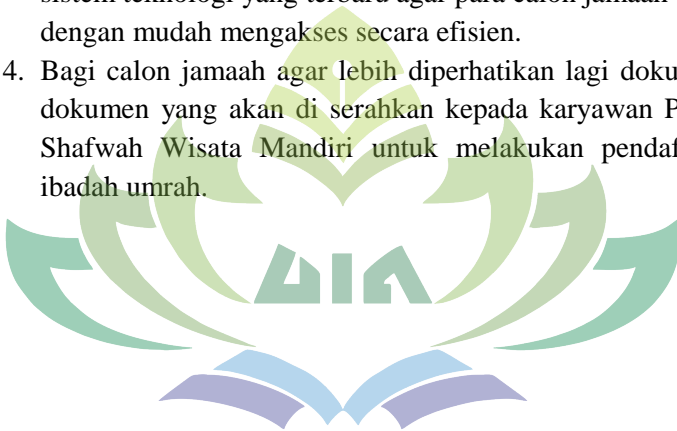 sistem teknologi yang terbaru agar para calon jamaah
dengan mudah mengakses secara efisien.
4. Bagi calon jamaah agar lebih diperhatikan lagi doku
dokumen yang akan di serahkan kepada karyawan P
Shafwah Wisata Mandiri untuk melakukan pendaf
ibadah umrah.
UIN